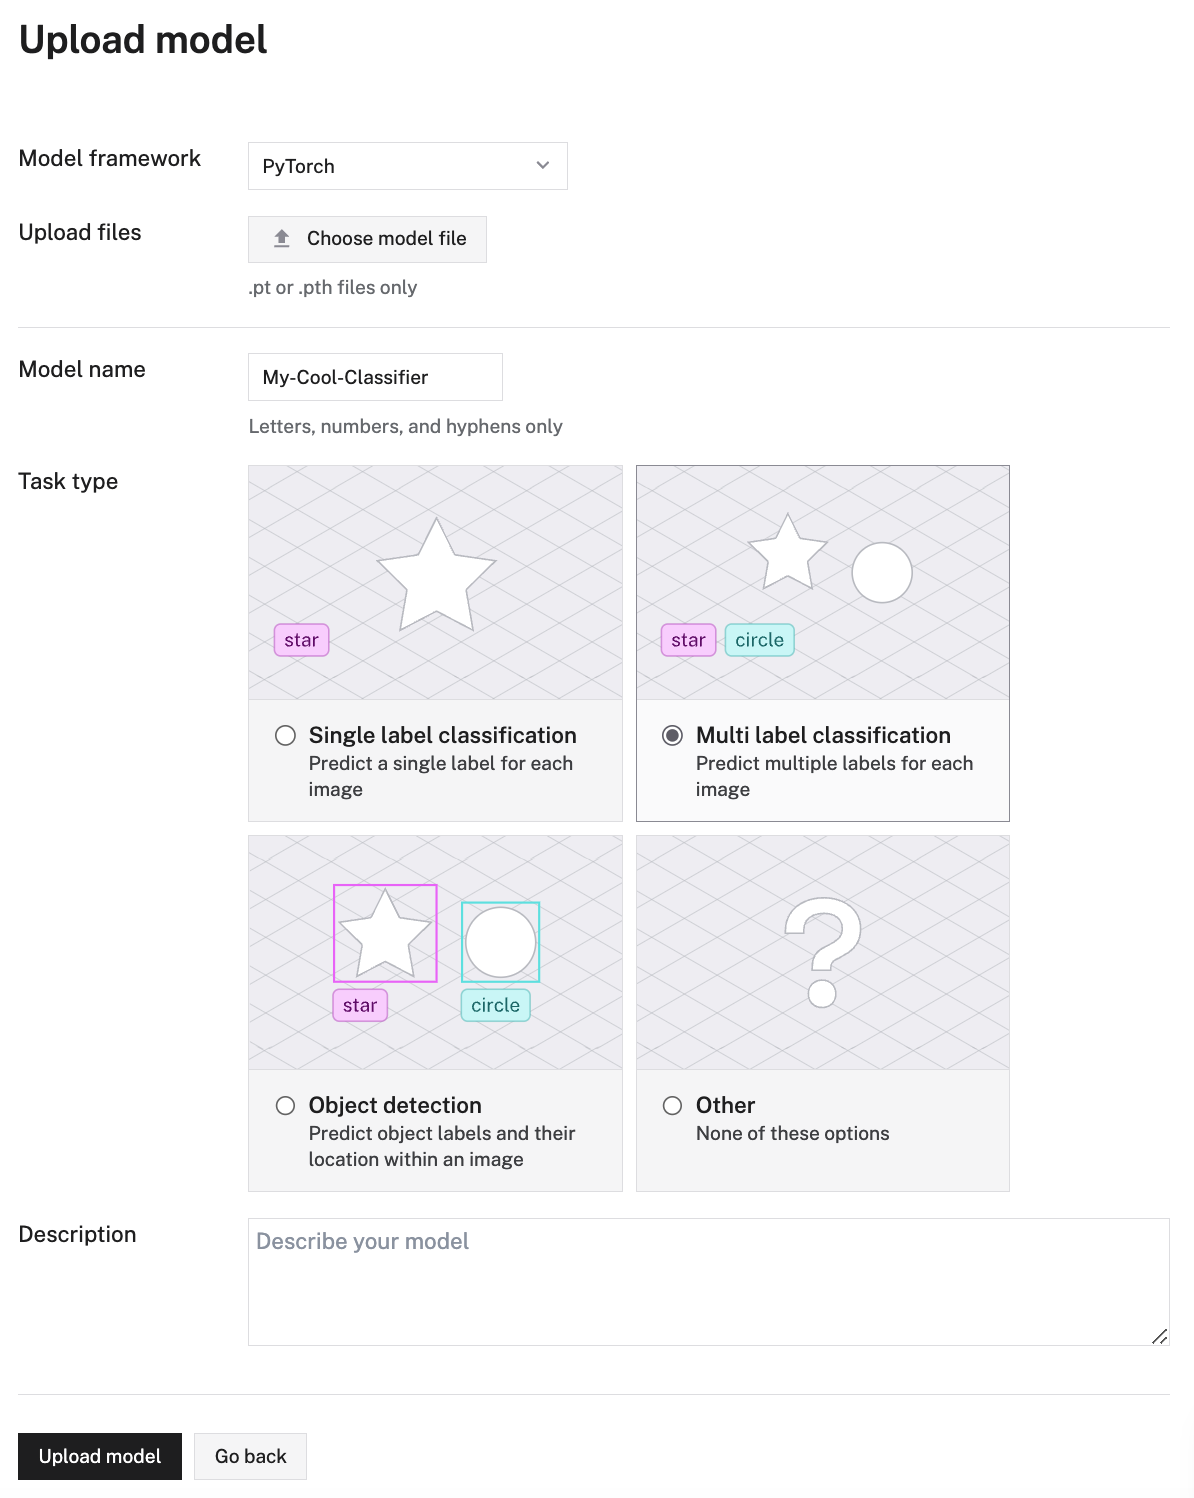 Upload model
Model framework
PyTorch
Upload files
Choose model file
.pt or .pth files only
Model name
My-Cool-Classifier
Letters, numbers, and hyphens only
Task type
star
star circle
Single label classification
Predict a single label for each
image
Multi label classification
Predict multiple labels for each
image
star
circle
?
Object detection
Predict object labels and their
location within an image
Other
None of these options
Description
Describe your model
Upload model
Go back